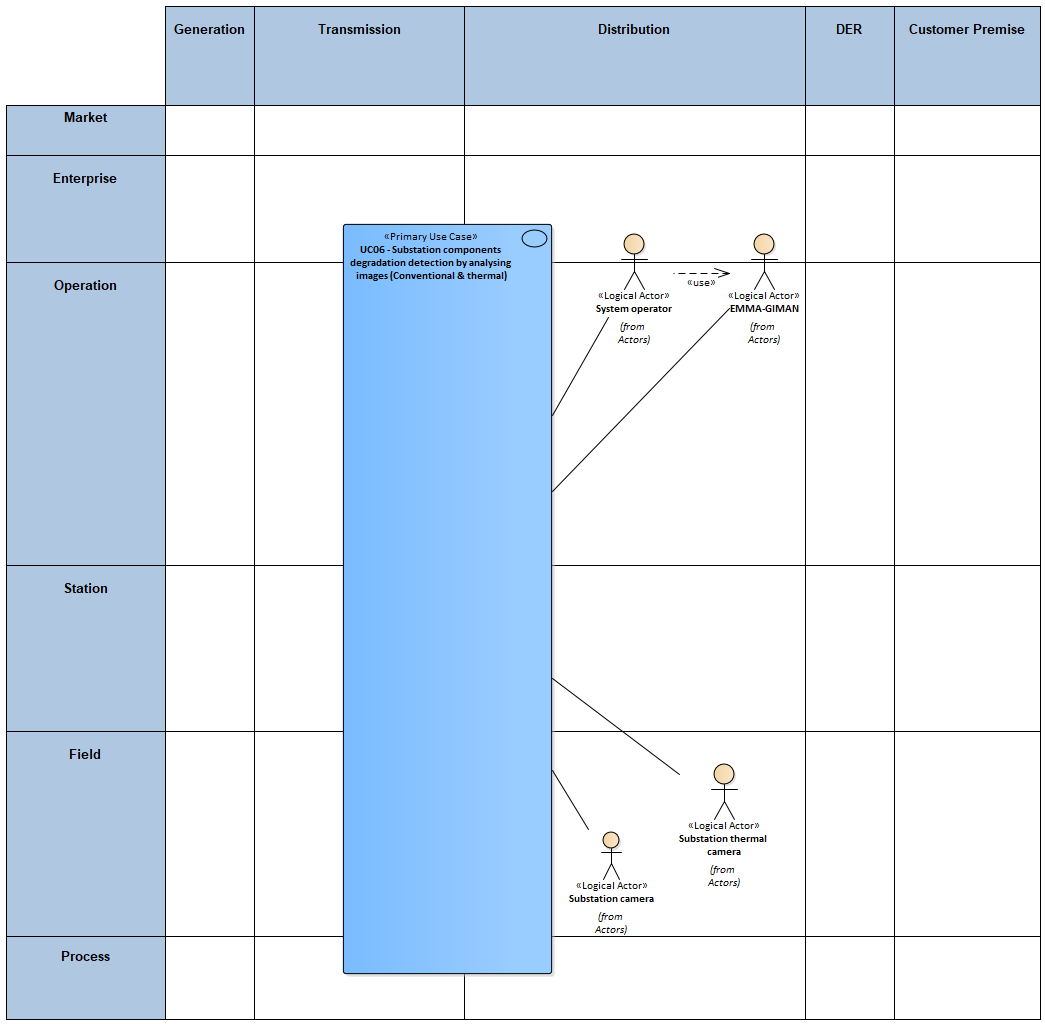 Generation
Transmission
Distribution
DER
Customer Premise
Market
Enterprise
«Primary Use Case»
UC06 - Substation components
degradation detection by analysing
images (Conventional & thermal)
Operation
«use»
«Logical Actor»
System operator
(from
Actors)
«Logical Actor»
EMMA-GIMAN
(from
Actors)
Station
Field
«Logical Actor»
Substation thermal
camera
(from
Actors)
«Logical Actor»
Substation camera
(from
Actors)
Process